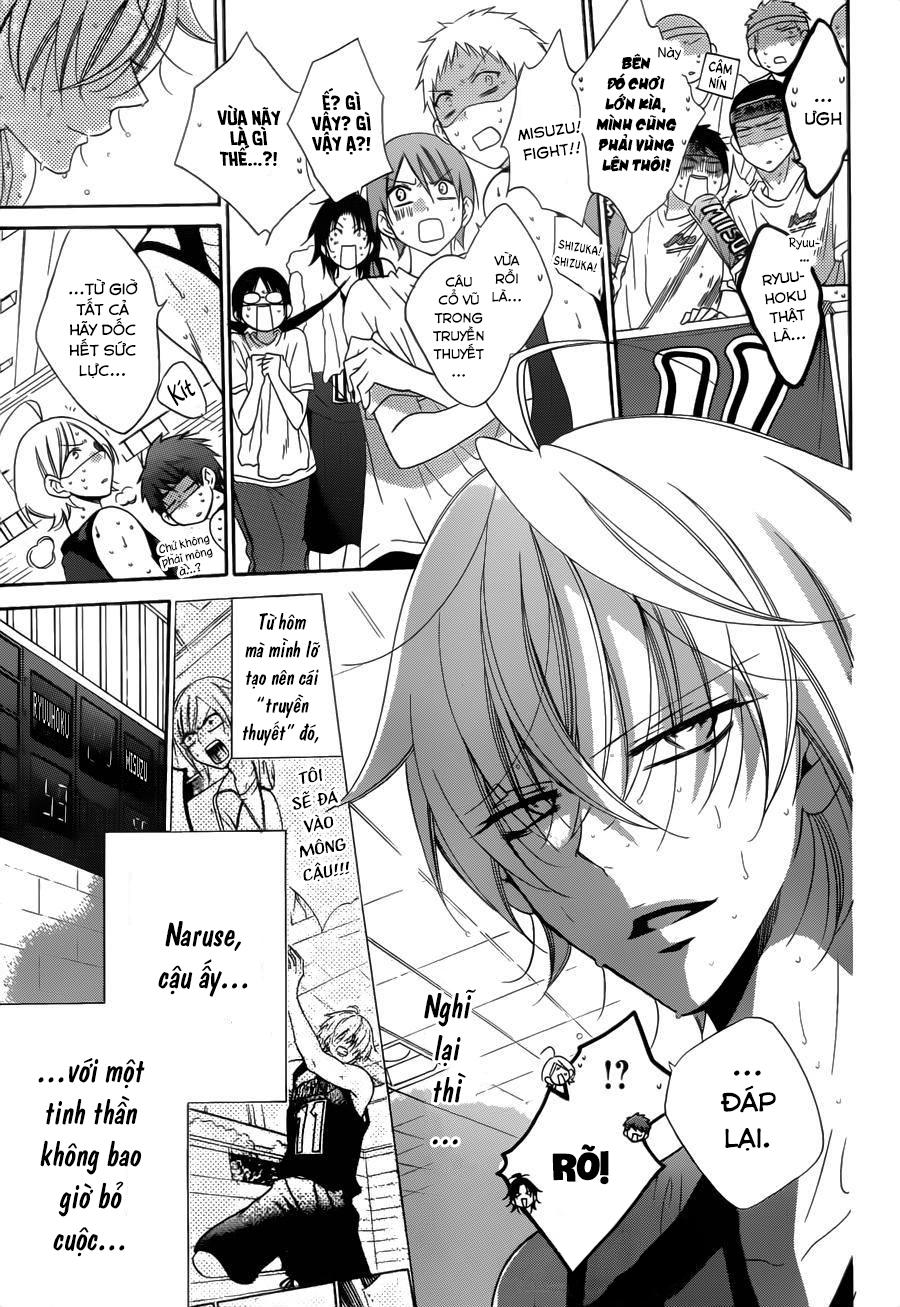 ...
ƯGH
CÂM
NÍN
Này
BÊN
ĐÓ CHƠI
LỚN KÌA,
MÌNH CŨNG
PHẢI VÙNG
LÊN THÔI!
MISUZU!
FIGHT!!
Ế? GÌ
VẬY? GÌ
VẬY Ạ?!
VỪA NÃY
LÀ GÌ
THẾ...?!
MISU
Ryuu-
...
RYUU-
HOKU
THẬT
LÀ...
SHIZUKA!
SHIZUKA!
VỪA
RỒI
LÀ...
CÂU
CỔ VŨ
TRONG
TRUYỀN
THUYẾT
...
...TỪ GIỜ
TẤT CẢ
HÃY DỐC
HẾT SỨC
LỰC...
Kít
Chứ không
Phải mông
à...?
...
ĐÁP
LẠI.
!?
RÕ!
Nghĩ
lại
thì
...
Từ hôm
mà mình lỡ
tạo nên cái
“truyền
thuyết” đó,
TÔI
SẼ ĐÁ
VÀO
MÔNG
CẬU!!!
RYUUHOKU
MISUZU
Naruse,
cậu ấy...
...với một
tinh thần
không bao
giờ bỏ
cuộc...